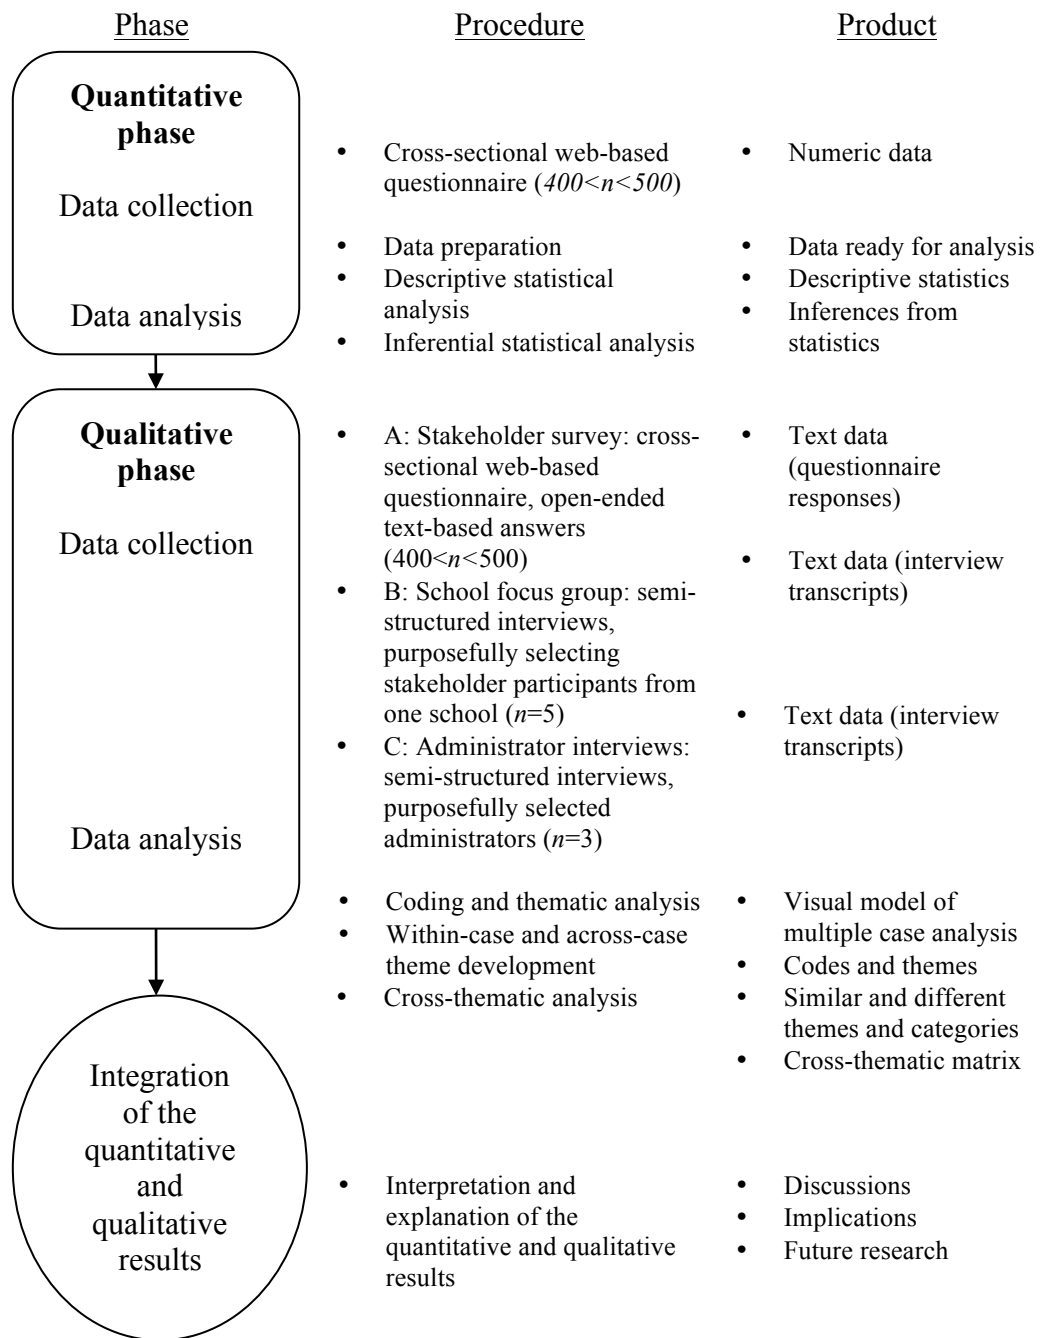 Phase
Procedure
Product
Quantitative
phase
Data collection
Data analysis
• Cross-sectional web-based
questionnaire (400<n<500)
• Numeric data
• Data preparation
• Descriptive statistical
analysis
• Inferential statistical analysis
• Data ready for analysis
• Descriptive statistics
• Inferences from
statistics
Qualitative
phase
Data collection
Data analysis
• A: Stakeholder survey: cross-
sectional web-based
questionnaire, open-ended
text-based answers
(400<n<500)
• B: School focus group: semi-
structured interviews,
purposefully selecting
stakeholder participants from
one school (n=5)
• C: Administrator interviews:
semi-structured interviews,
purposefully selected
administrators (n=3)
• Text data
(questionnaire
responses)
• Text data (interview
transcripts)
• Text data (interview
transcripts)
• Coding and thematic analysis
• Within-case and across-case
theme development
• Cross-thematic analysis
• Visual model of
multiple case analysis
• Codes and themes
• Similar and different
themes and categories
• Cross-thematic matrix
Integration
of the
quantitative
and
qualitative
results
• Interpretation and
explanation of the
quantitative and qualitative
results
• Discussions
• Implications
• Future research